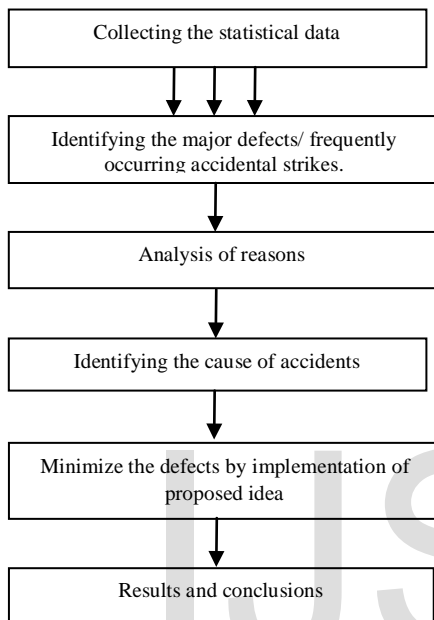 Collecting the statistical data
Identifying the major defects/ frequently
occurring accidental strikes.
Analysis of reasons
Identifying the cause of accidents
Minimize the defects by implementation of
proposed idea
Results and conclusions
IUS